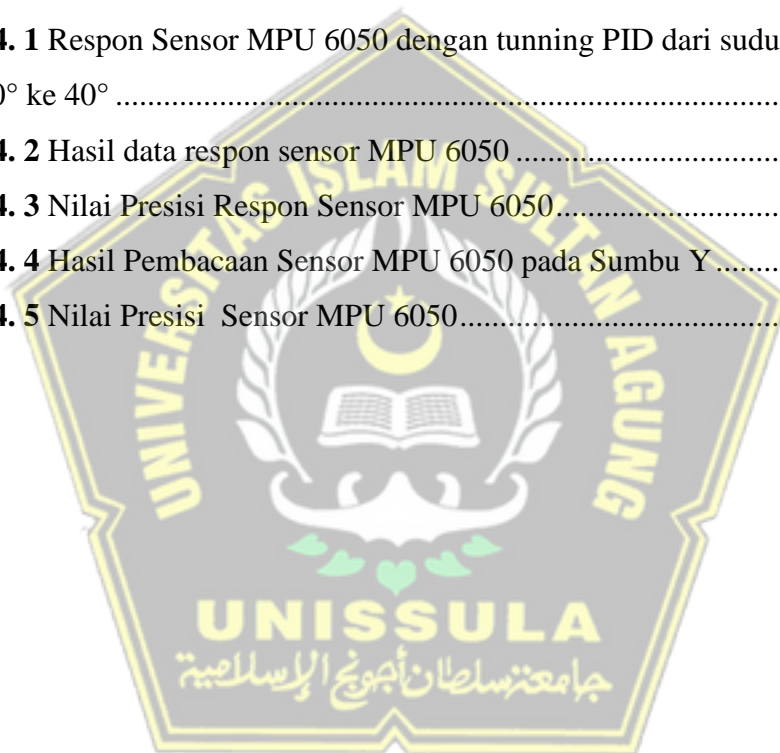 4. 1 Respon Sensor MPU 6050 dengan tunning PID dari sudu
0° ke 40° ................................................................
4. 2 Hasil data respon sensor MPU 6050 ........................................
4. 3 Nilai Presisi Respon Sensor MPU 6050..................................
4. 4 Hasil Pembacaan Sensor MPU 6050 pada Sumbu Y.........
4. 5 Nilai Presisi  Sensor MPU 6050................................................
UNIVERSITAS ISLAM SULTAN AGUNG
UNISSULA
جامعة سلطان أجونج الإسلامية